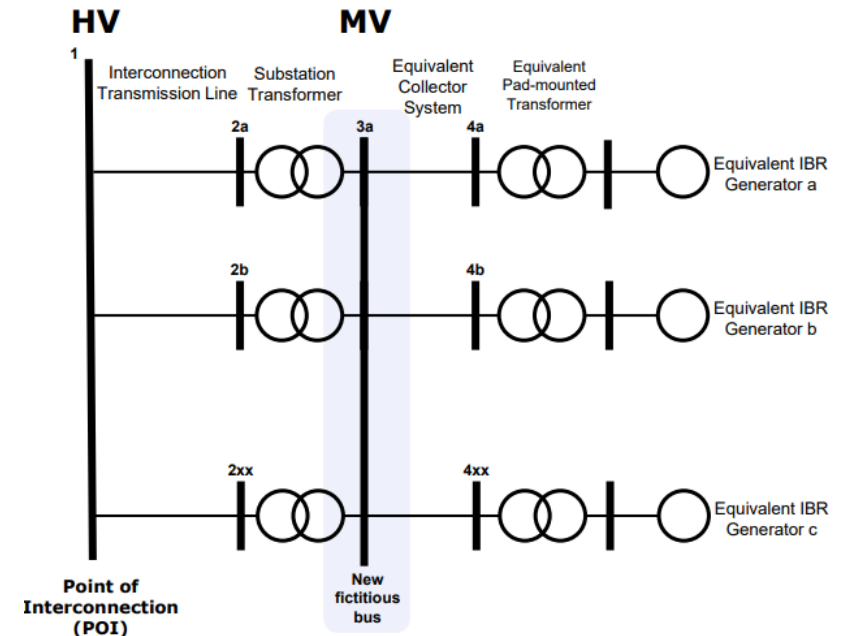 HV
MV
1
Interconnection
Transmission Line
Substation
Transformer
Equivalent
Collector
System
Equivalent
Pad-mounted
Transformer
2a
3a
4a
Equivalent IBR
Generator a
2b
4b
Equivalent IBR
Generator b
2xx
4xx
Equivalent IBR
Generator c
Point of
Interconnection
(POI)
New
fictitious
bus